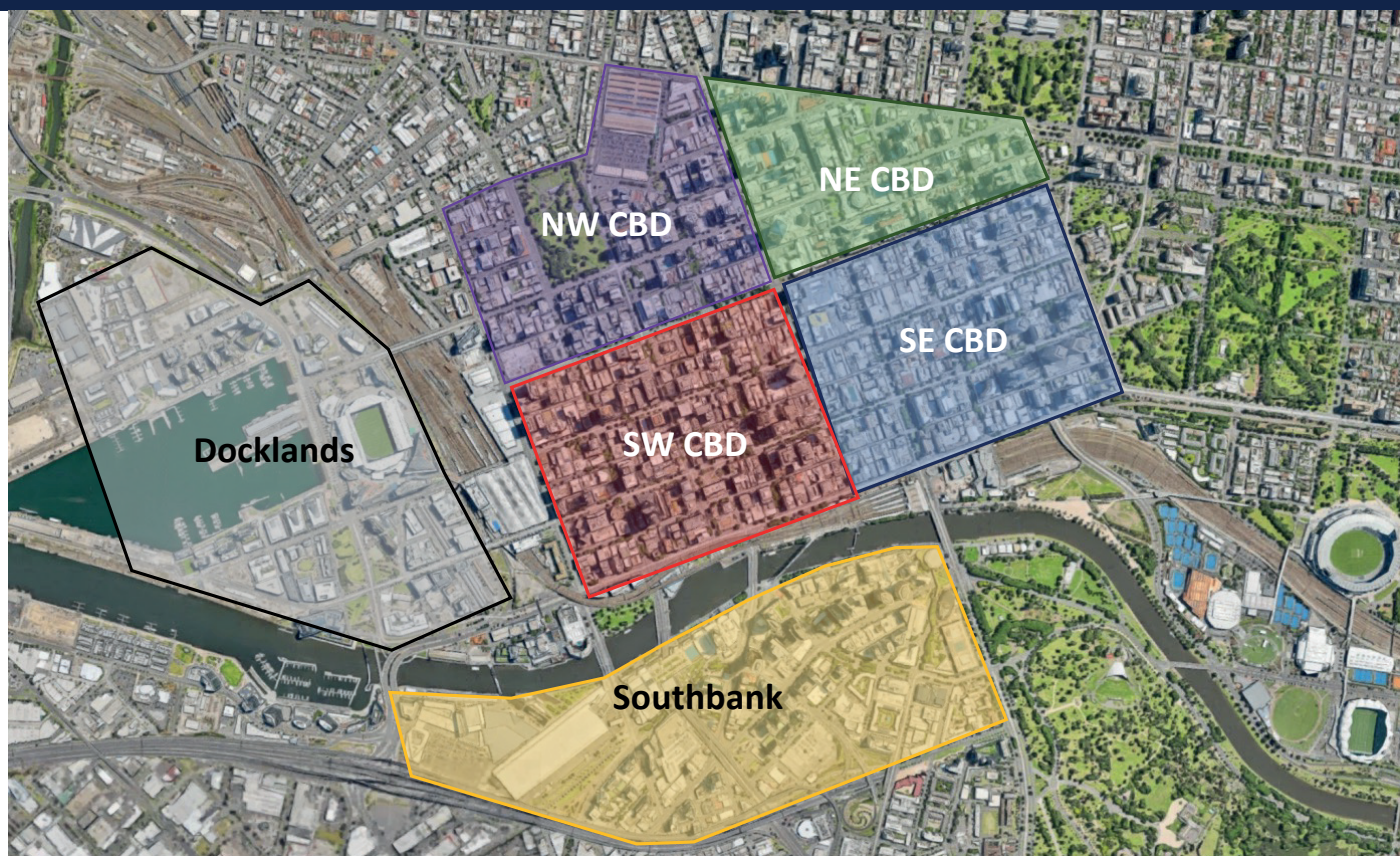 NE CBD
NW CBD
SE CBD
SW CBD
Docklands
Southbank